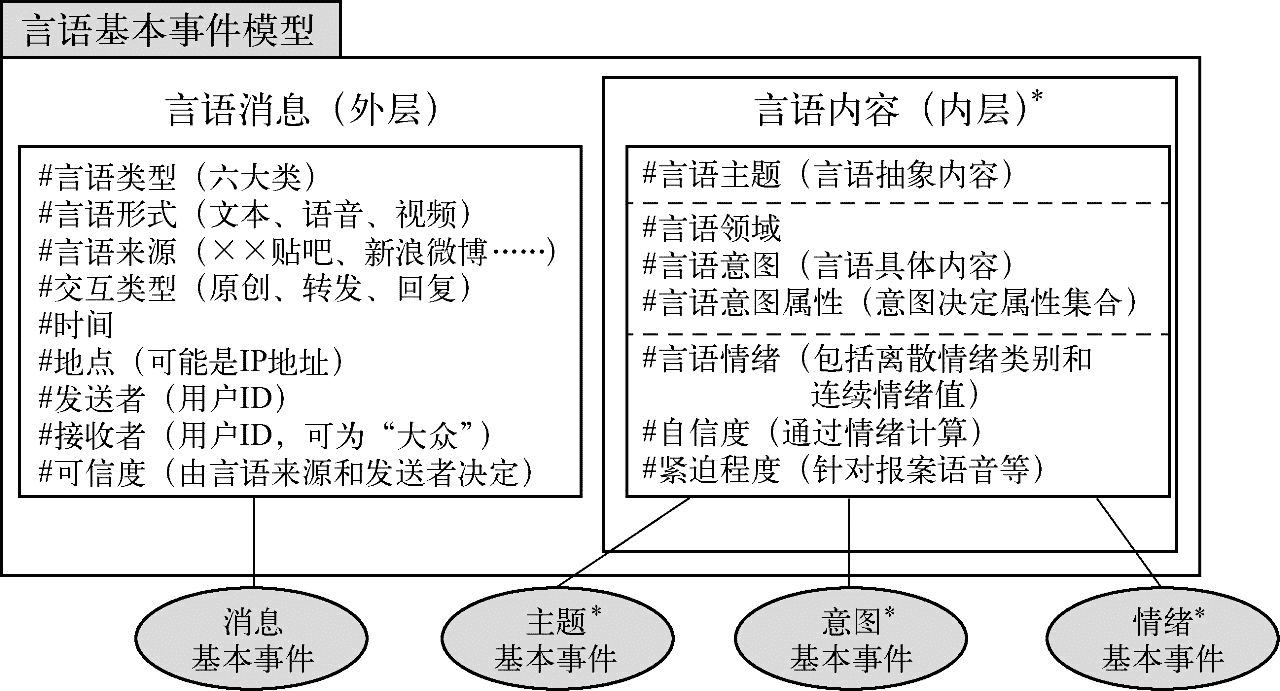 言语基本事件模型
言语消息（外层）
#言语类型（六大类）
#言语形式（文本、语音、视频）
#言语来源（××贴吧、新浪微博……）
#交互类型（原创、转发、回复）
#时间
#地点（可能是IP地址）
#发送者（用户ID）
#接收者（用户ID，可为“大众”）
#可信度（由言语来源和发送者决定）
言语内容（内层）*
#言语主题（言语抽象内容）
#言语领域
#言语意图（言语具体内容）
#言语意图属性（意图决定属性集合）
#言语情绪（包括离散情绪类别和
连续情绪值）
#自信度（通过情绪计算）
#紧迫程度（针对报案语音等）
消息
基本事件
主题*
基本事件
意图*
基本事件
情绪*
基本事件